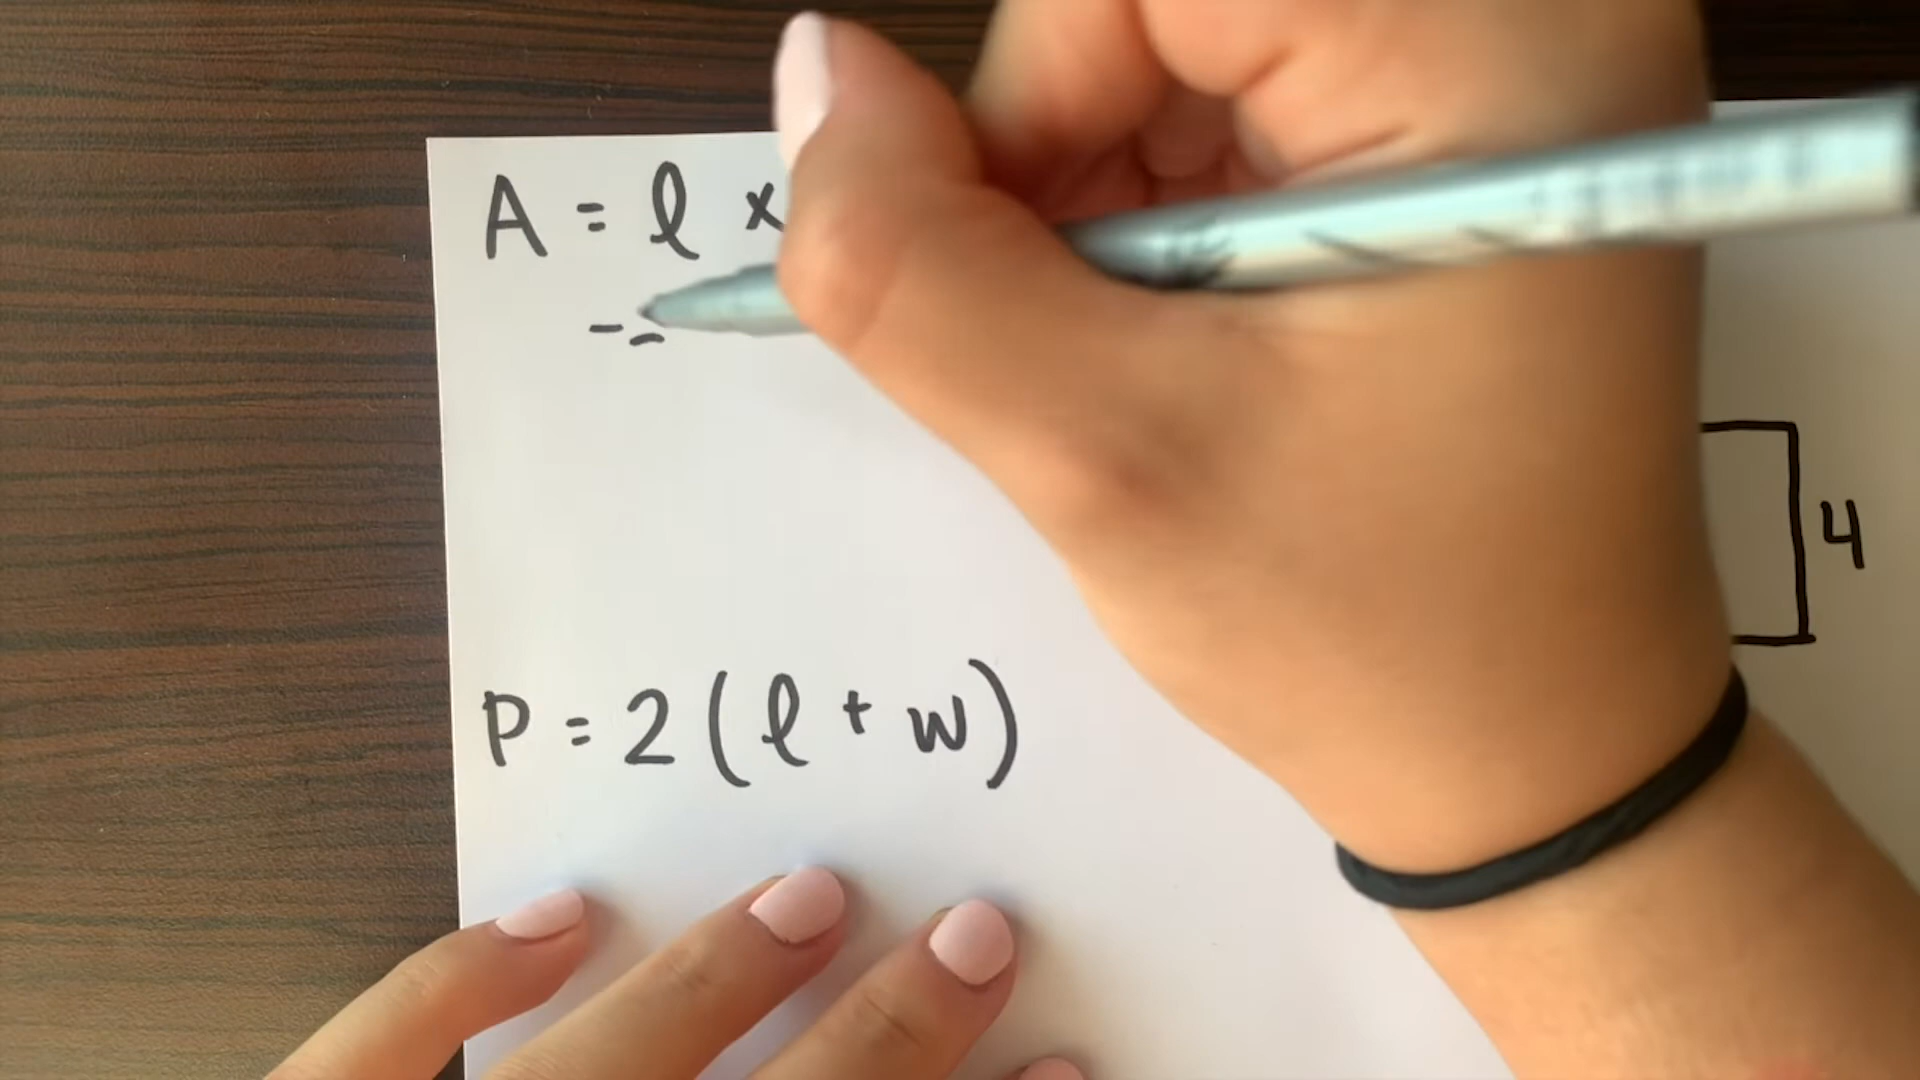 A = l x
=
4
P = 2 ( l + w )